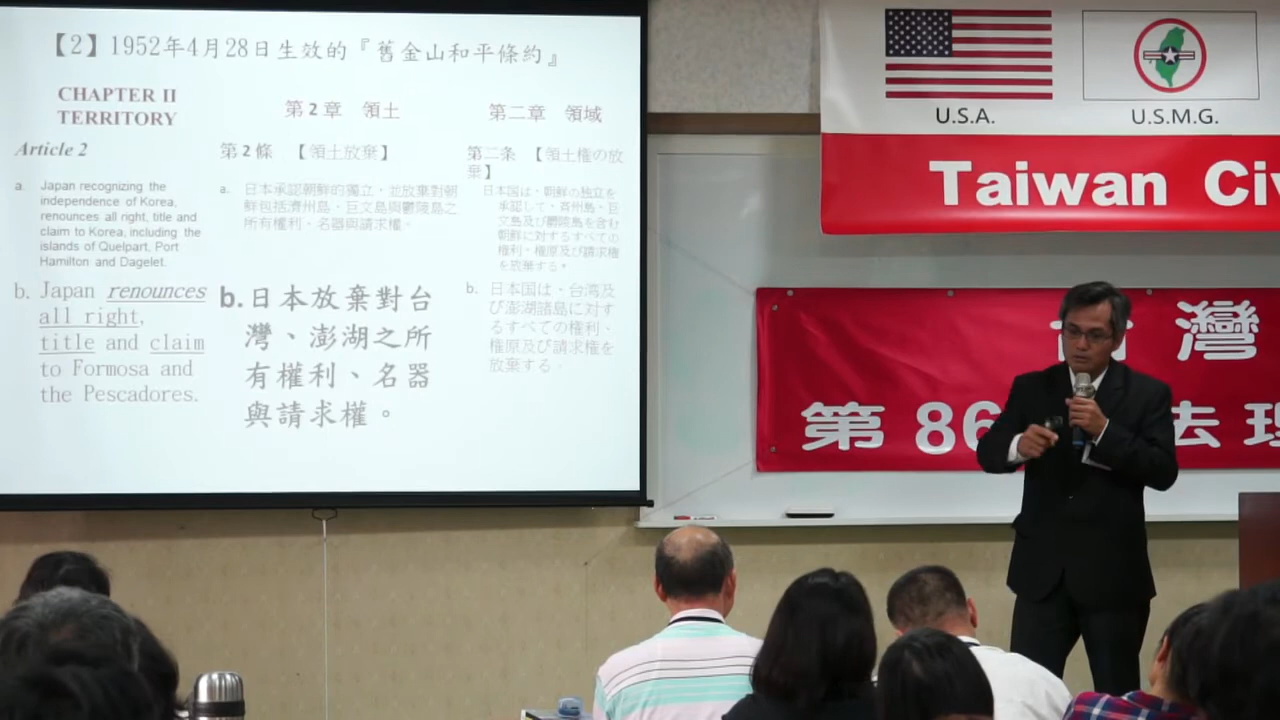 【2】1952年4月28日生效的『舊金山和平條約』
CHAPTER II
TERRITORY
Article 2
a. Japan recognizing the
independence of Korea,
renounces all right, title and
claim to Korea, including the
islands of Quelpart, Port
Hamilton and Dagelet.
b. Japan renounces
all right,
title and claim
to Formosa and
the Pescadores.
第2章 領土
第2條 【領土放棄】
a. 日本承認朝鮮的獨立，並放棄對朝
鮮包括濟州島、巨文島與鬱陵島之
所有權利、名器與請求權。
b.日本放棄對台
灣、澎湖之所
有權利、名器
與請求權。
第二章 領域
第二条 【領土権の放
棄】
日本国は、朝鮮の独立を
承認して、済州島、巨
文島及び鬱陵島を含む
朝鮮に対するすべての
権利、権原及び請求権
を放棄する。
b. 日本国は、台湾及
び澎湖諸島に対す
るすべての権利、
権原及び請求権を
放棄する。
U.S.A.
U.S.M.G.
Taiwan Ci
灣
第 86
法 理